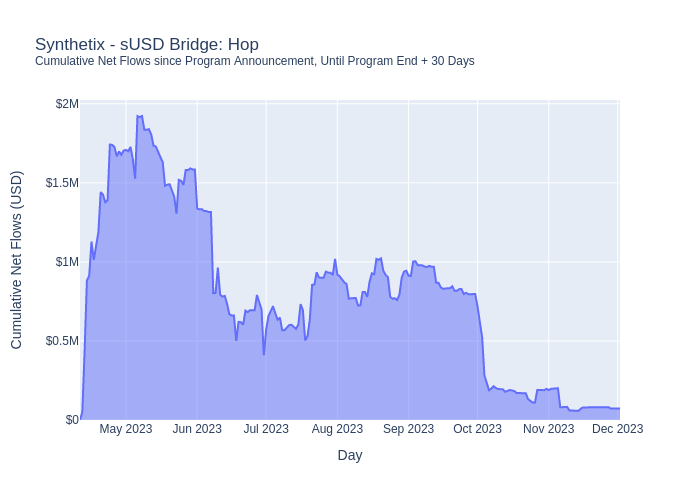 Synthetix - sUSD Bridge: Hop
Cumulative Net Flows since Program Announcement, Until Program End + 30 Days
$2M
$1.5M
$1M
$0.5M
$0
Cumulative Net Flows (USD)
May 2023 Jun 2023 Jul 2023 Aug 2023 Sep 2023 Oct 2023 Nov 2023 Dec 2023
Day